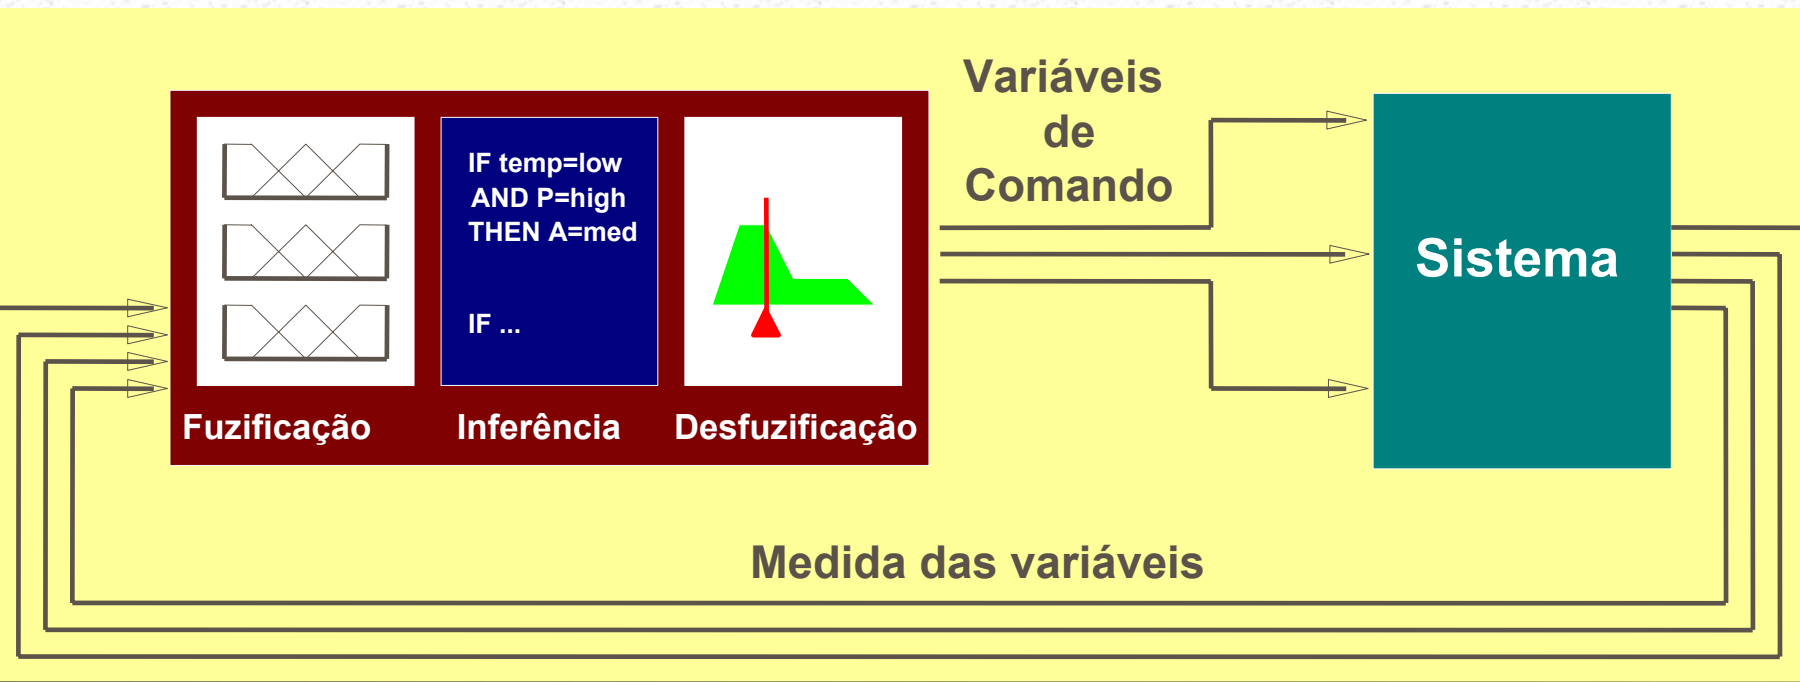 Variáveis
de
Comando
IF temp=low
AND P=high
THEN A=med
IF ...
Fuzificação
Inferência
Desfuzificação
Sistema
Medida das variáveis